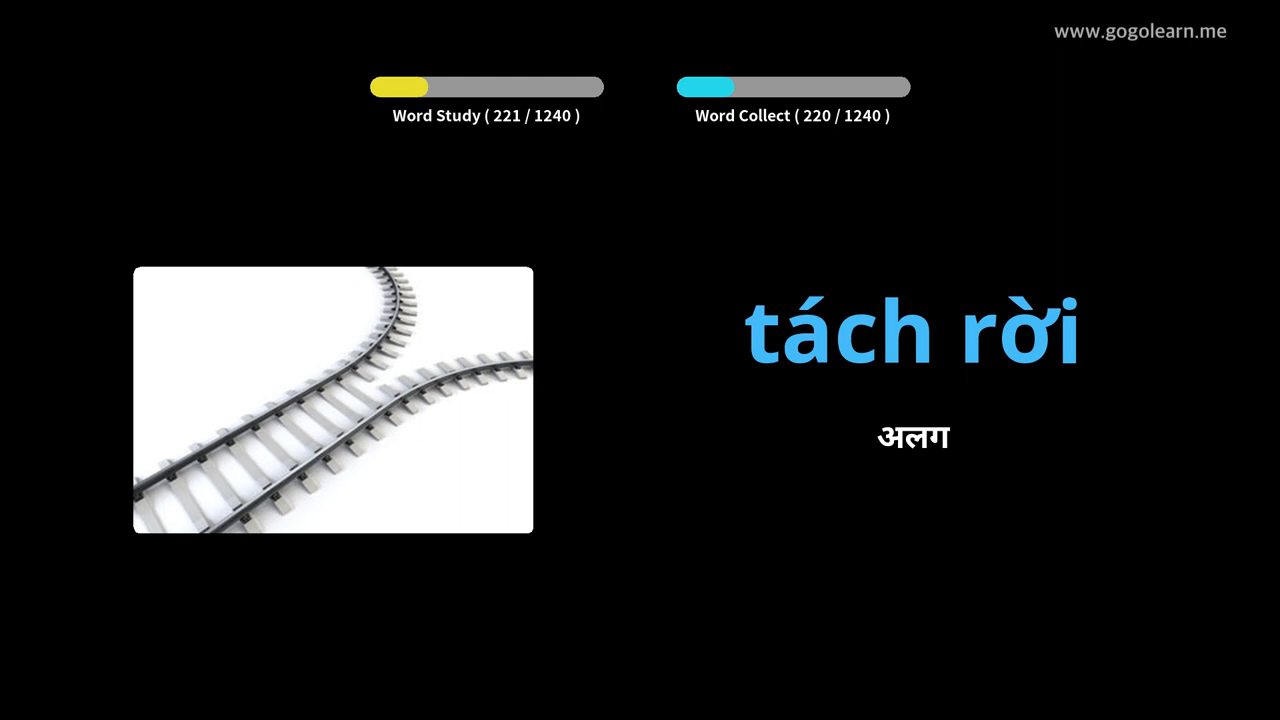 www.gogolearn.me
Word Study ( 221 / 1240 )
Word Collect ( 220 / 1240 )
tách rời
अलग